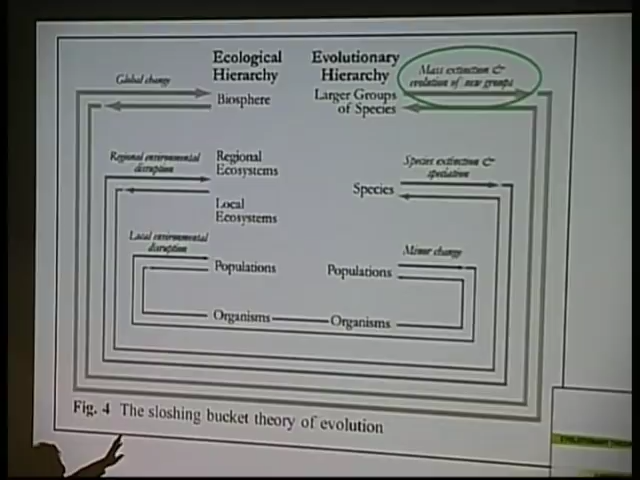 Ecological
Hierarchy
Evolutionary
Hierarchy
Global change
Biosphere
Larger Groups
of Species
Mass extinction &
evolution of new groups
Regional environmental
disruption
Regional
Ecosystems
Local
Ecosystems
Species
Species extinction &
speciation
Local environmental
disruption
Populations
Populations
Minor change
Organisms
Organisms
Fig. 4 The sloshing bucket theory of evolution